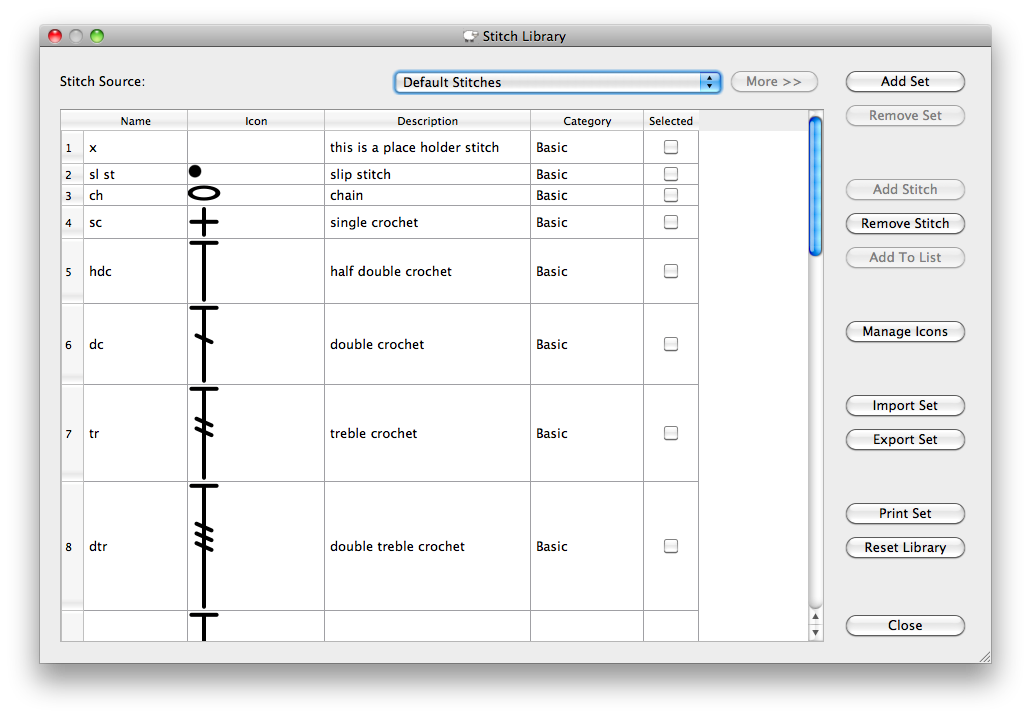 Stitch Library
Stitch Source: Default Stitches More >> Add Set
Remove Set
Name Icon Description Category Selected
1 x this is a place holder stitch Basic
2 sl st slip stitch Basic
3 ch chain Basic
4 sc single crochet Basic
5 hdc half double crochet Basic
6 dc double crochet Basic
7 tr treble crochet Basic
8 dtr double treble crochet Basic
Add Stitch
Remove Stitch
Add To List
Manage Icons
Import Set
Export Set
Print Set
Reset Library
Close